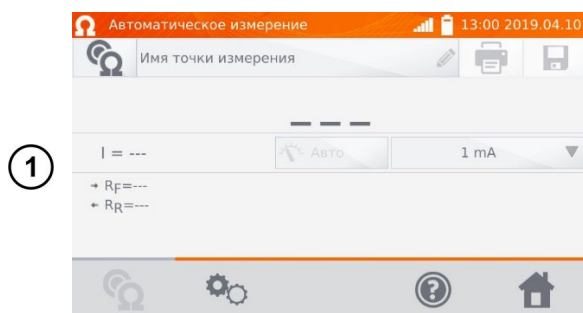 Автоматическое измерение 13:00 2019.04.10
Имя точки измерения
---
I = --- Авто 1 mA
→ RF=---
← RR=---
1